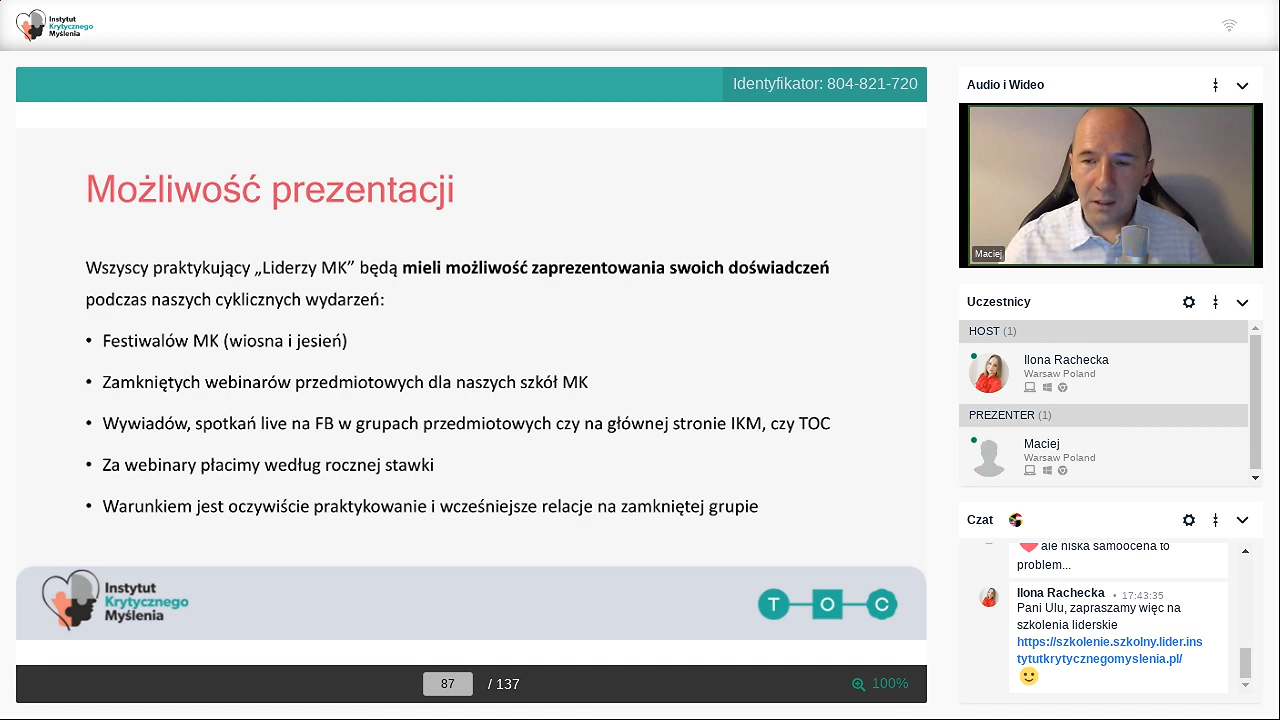 Instytut
Krytycznego
Myślenia
Identyfikator: 804-821-720
Możliwość prezentacji
Wszyscy praktykujący „Liderzy MK” będą mieli możliwość zaprezentowania swoich doświadczeń
podczas naszych cyklicznych wydarzeń:
• Festiwalów MK (wiosna i jesień)
• Zamkniętych webinarów przedmiotowych dla naszych szkół MK
• Wywiadów, spotkań live na FB w grupach przedmiotowych czy na głównej stronie IKM, czy TOC
• Za webinary płacimy według rocznej stawki
• Warunkiem jest oczywiście praktykowanie i wcześniejsze relacje na zamkniętej grupie
Instytut
Krytycznego
Myślenia
T O C
87 / 137
100%
Audio i Wideo
Maciej
Uczestnicy
HOST (1)
Ilona Rachecka
Warsaw Poland
PREZENTER (1)
Maciej
Warsaw Poland
Czat
ale niska samoocena to
problem...
Ilona Rachecka • 17:43:35
Pani Ulu, zapraszamy więc na
szkolenia liderskie
https://szkolenie.szkolny.lider.ins
tytutkrytycznegomyslenia.pl/